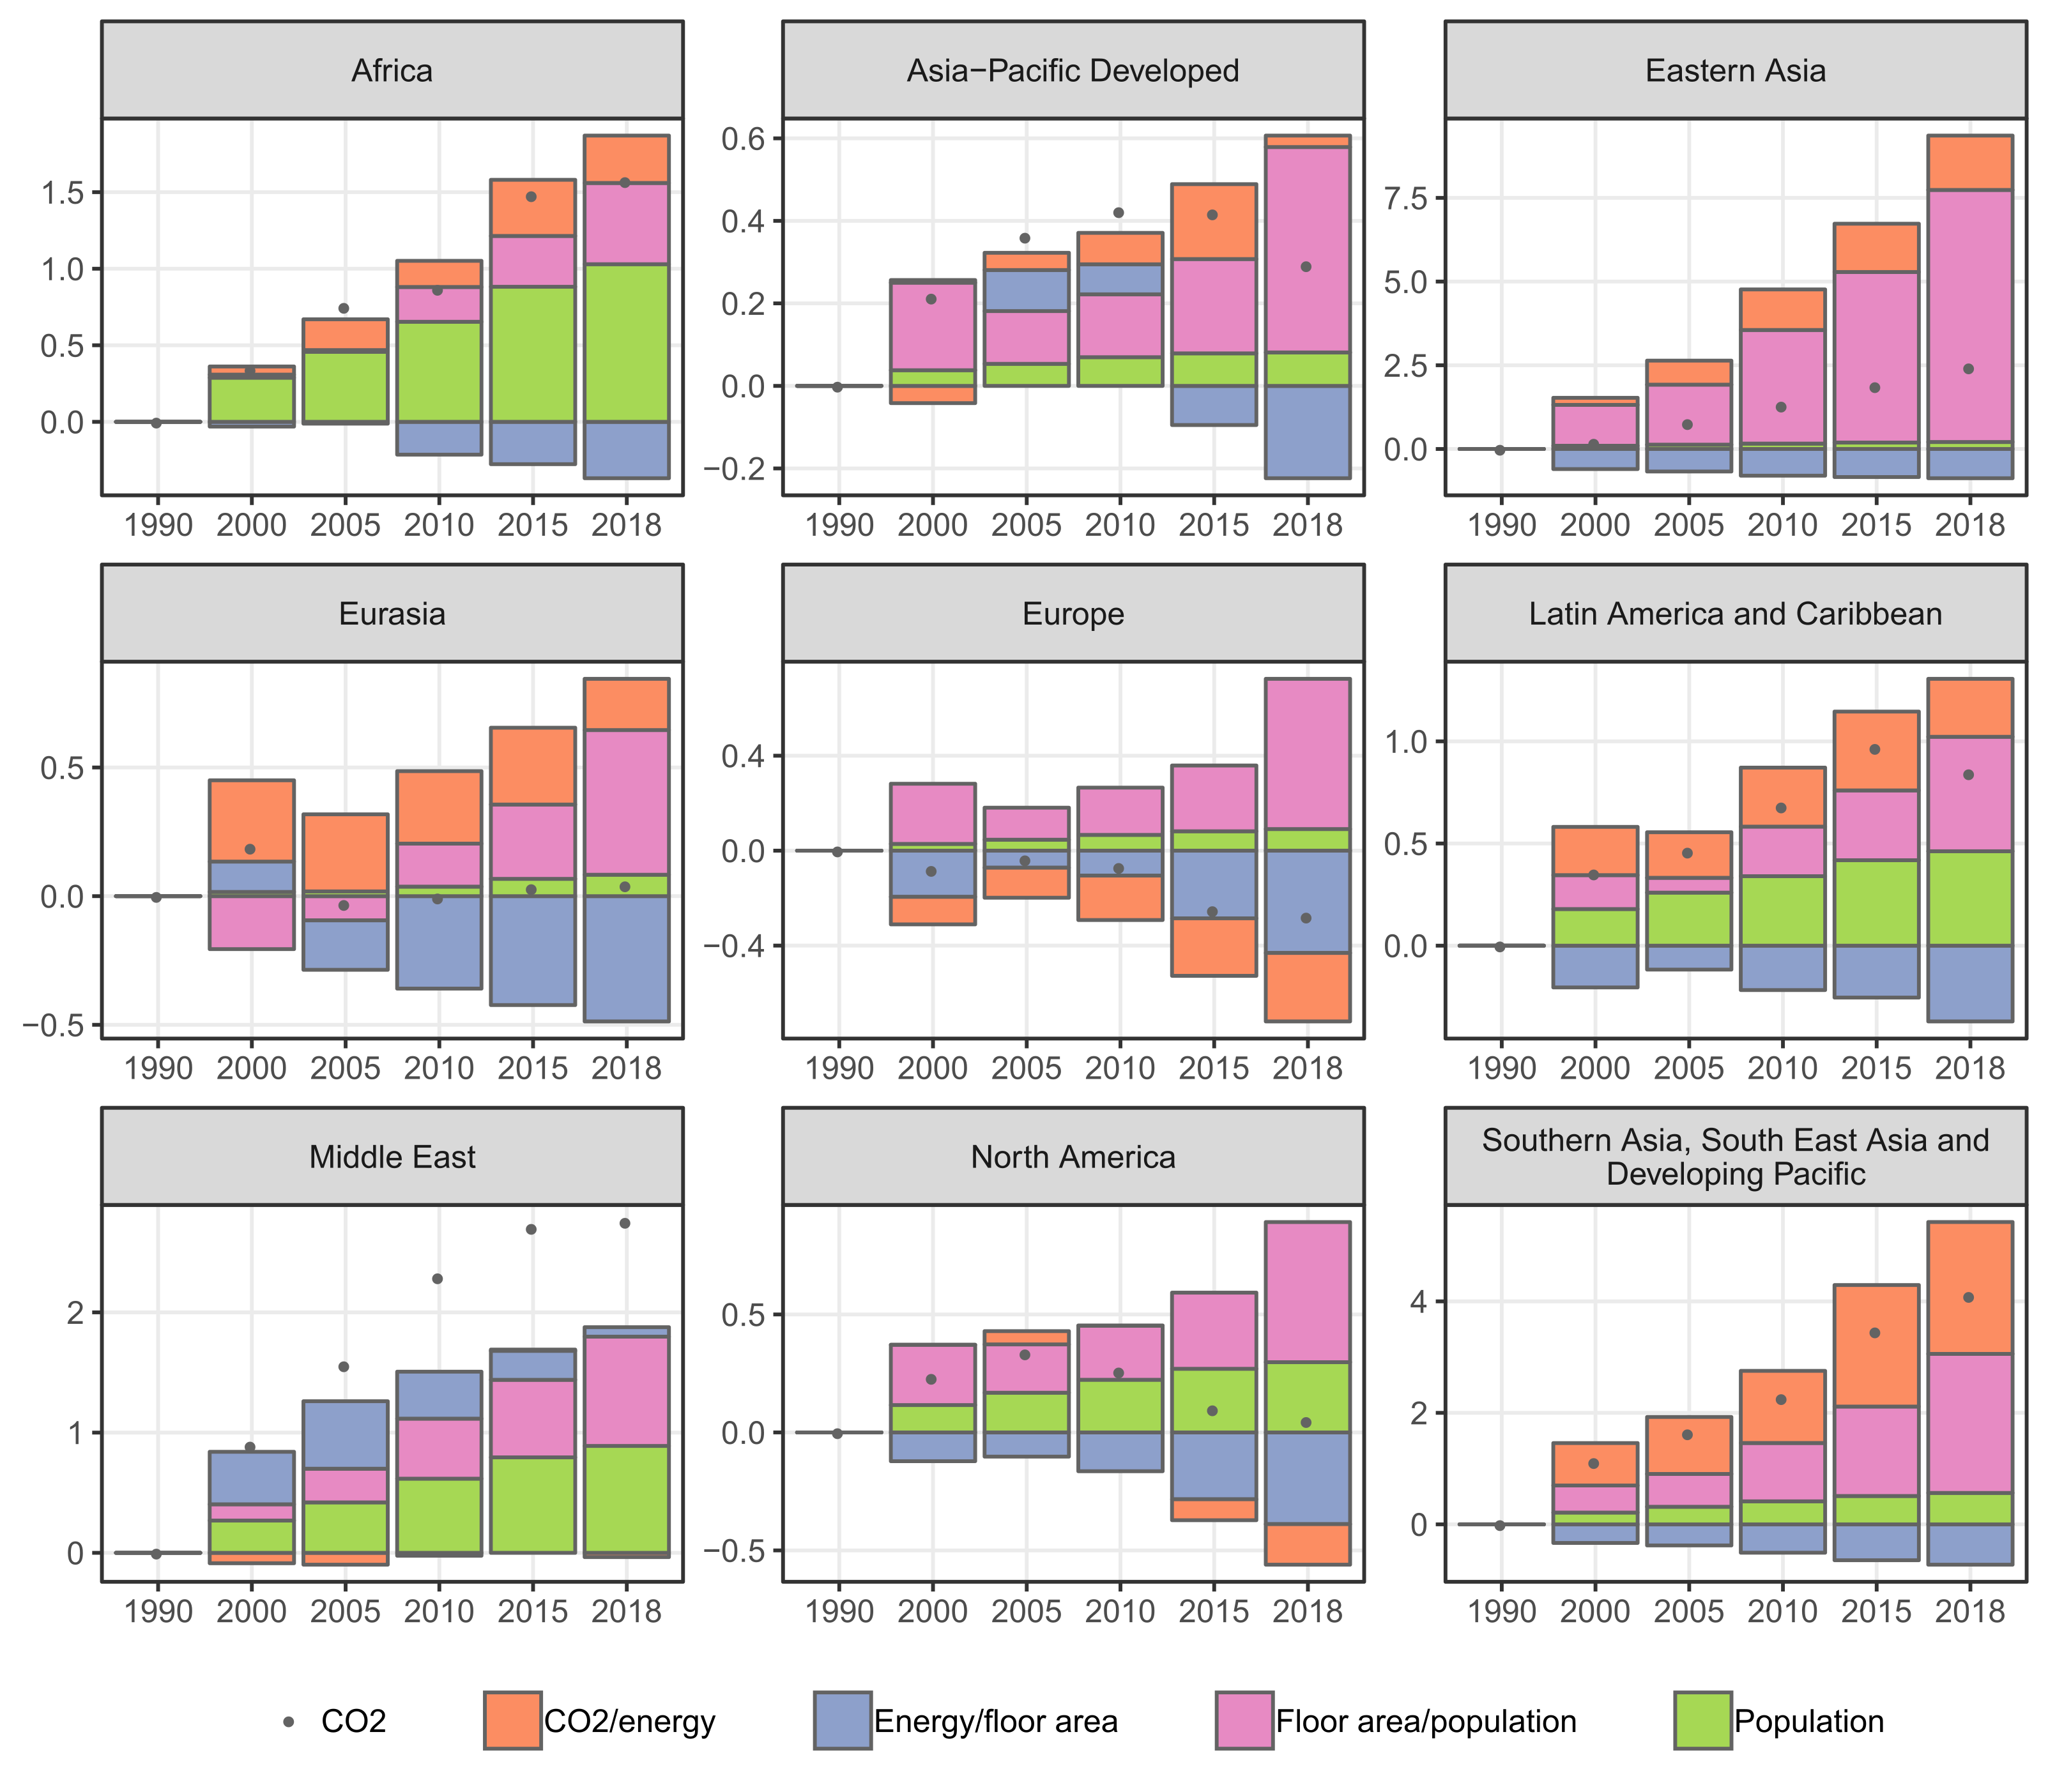 Africa
Asia−Pacific Developed
Eastern Asia
1.5
1.0
0.5
0.0
0.6
0.4
0.2
0.0
−0.2
7.5
5.0
2.5
0.0
1990 2000 2005 2010 2015 2018
1990 2000 2005 2010 2015 2018
1990 2000 2005 2010 2015 2018
Eurasia
Europe
Latin America and Caribbean
0.5
0.0
−0.5
0.4
0.0
−0.4
1.0
0.5
0.0
1990 2000 2005 2010 2015 2018
1990 2000 2005 2010 2015 2018
1990 2000 2005 2010 2015 2018
Middle East
North America
Southern Asia, South East Asia and
Developing Pacific
2
1
0
0.5
0.0
−0.5
4
2
0
1990 2000 2005 2010 2015 2018
1990 2000 2005 2010 2015 2018
1990 2000 2005 2010 2015 2018
CO2 CO2/energy Energy/floor area Floor area/population Population